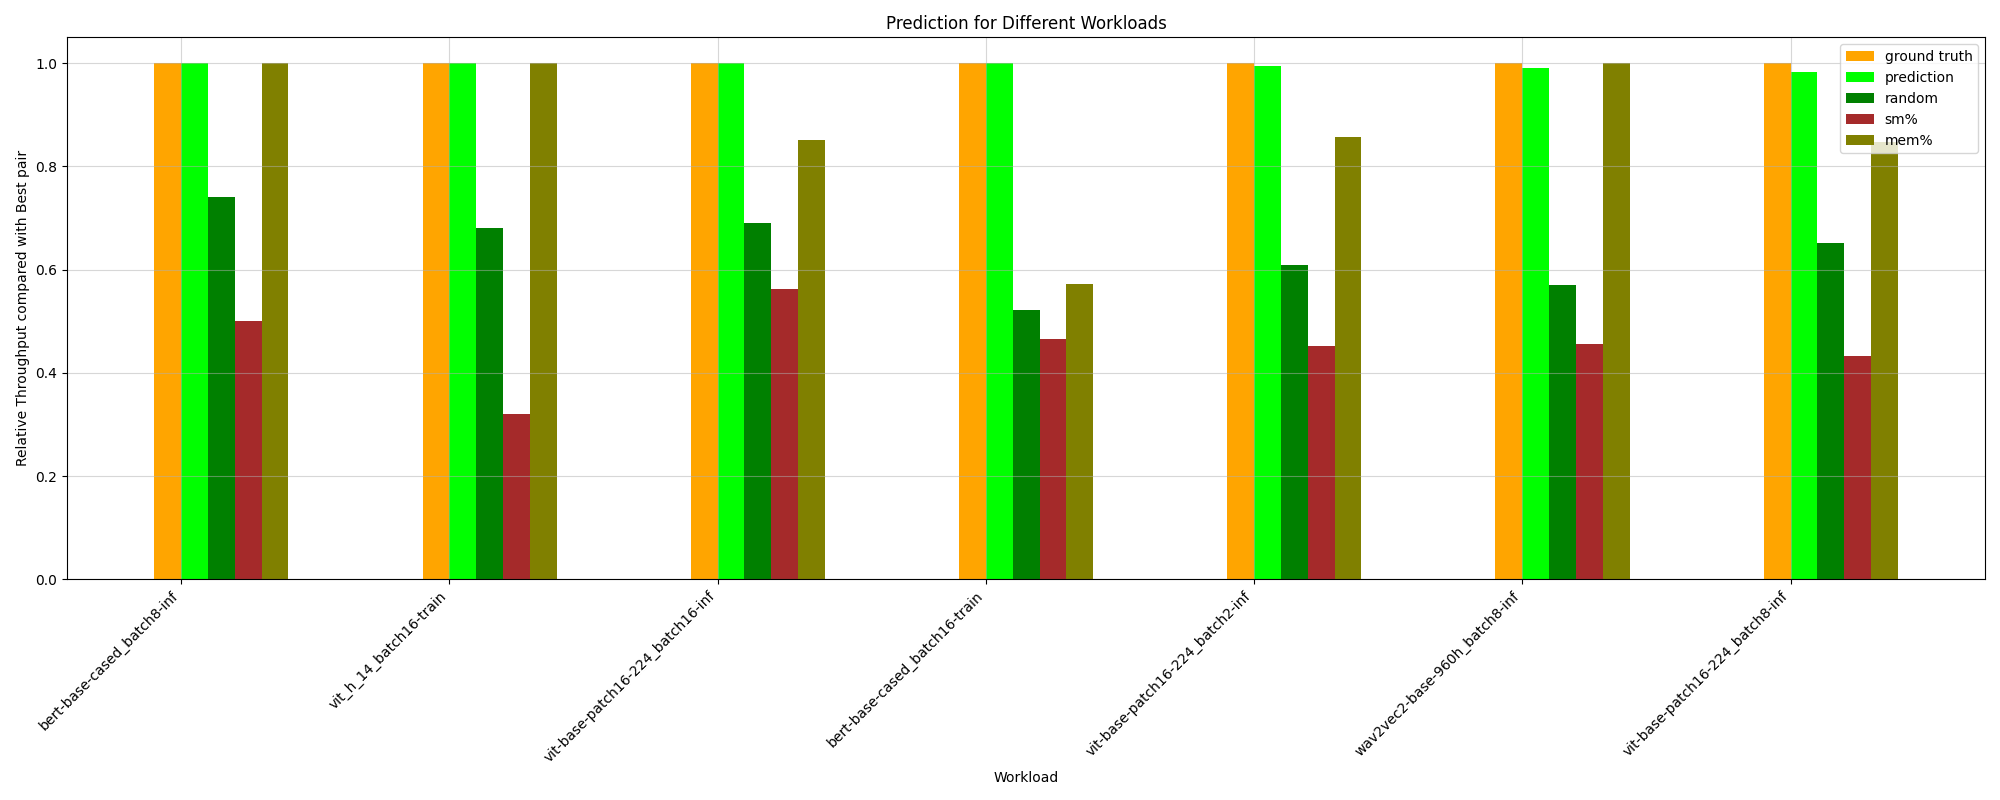 Prediction for Different Workloads
ground truth
prediction
random
sm%
mem%
Relative Throughput compared with Best pair
1.0
0.8
0.6
0.4
0.2
0.0
bert-base-cased_batch8-inf
vit_h_14_batch16-train
vit-base-patch16-224_batch16-inf
bert-base-cased_batch16-train
vit-base-patch16-224_batch2-inf
wav2vec2-base-960h_batch8-inf
vit-base-patch16-224_batch8-inf
Workload